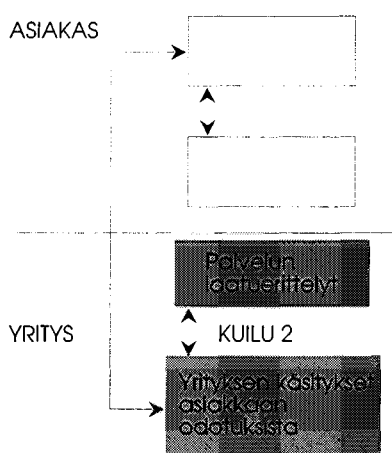 ASIAKAS
Palvelun
laatuerittelyt
YRITYS
KUILU 2
Yrityksen käsitykset
asiakkaan
odotuksista